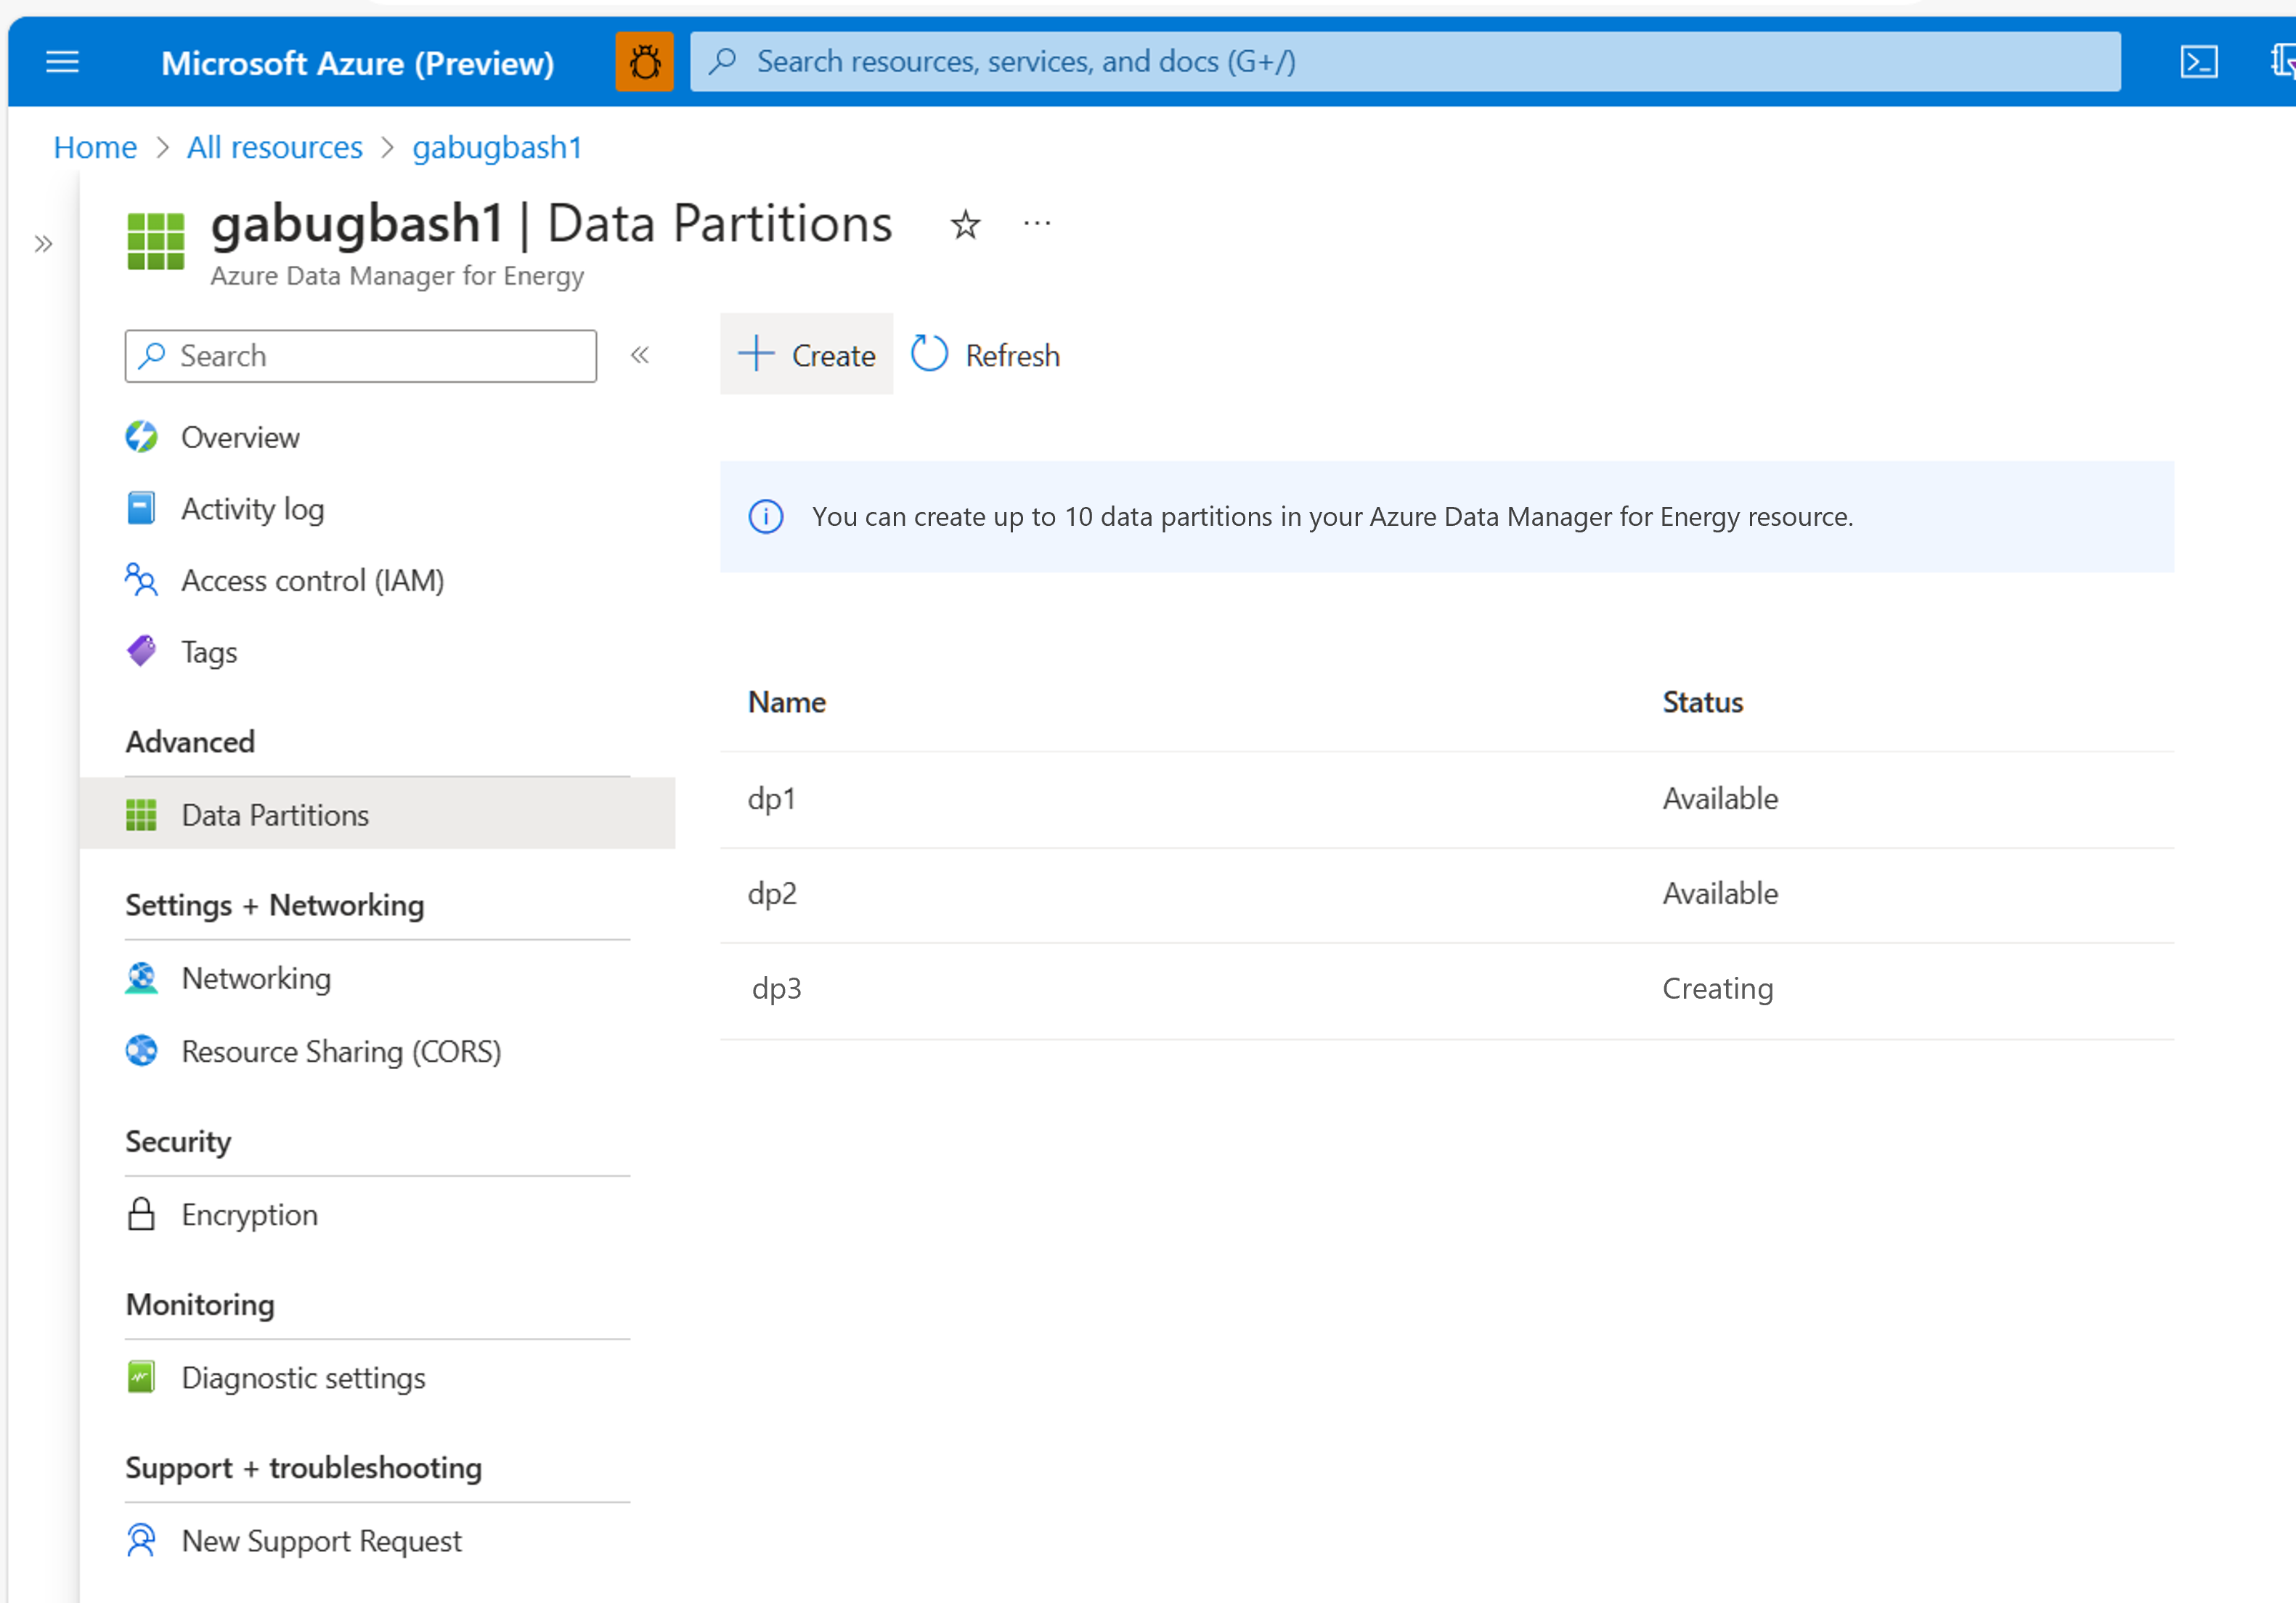 Microsoft Azure (Preview)
Search resources, services, and docs (G+/)
Home > All resources > gabugbash1
gabugbash1 | Data Partitions
Azure Data Manager for Energy
Search
Create
Refresh
Overview
Activity log
Access control (IAM)
Tags
Advanced
Data Partitions
Settings + Networking
Networking
Resource Sharing (CORS)
Security
Encryption
Monitoring
Diagnostic settings
Support + troubleshooting
New Support Request
You can create up to 10 data partitions in your Azure Data Manager for Energy resource.
Name Status
dp1 Available
dp2 Available
dp3 Creating